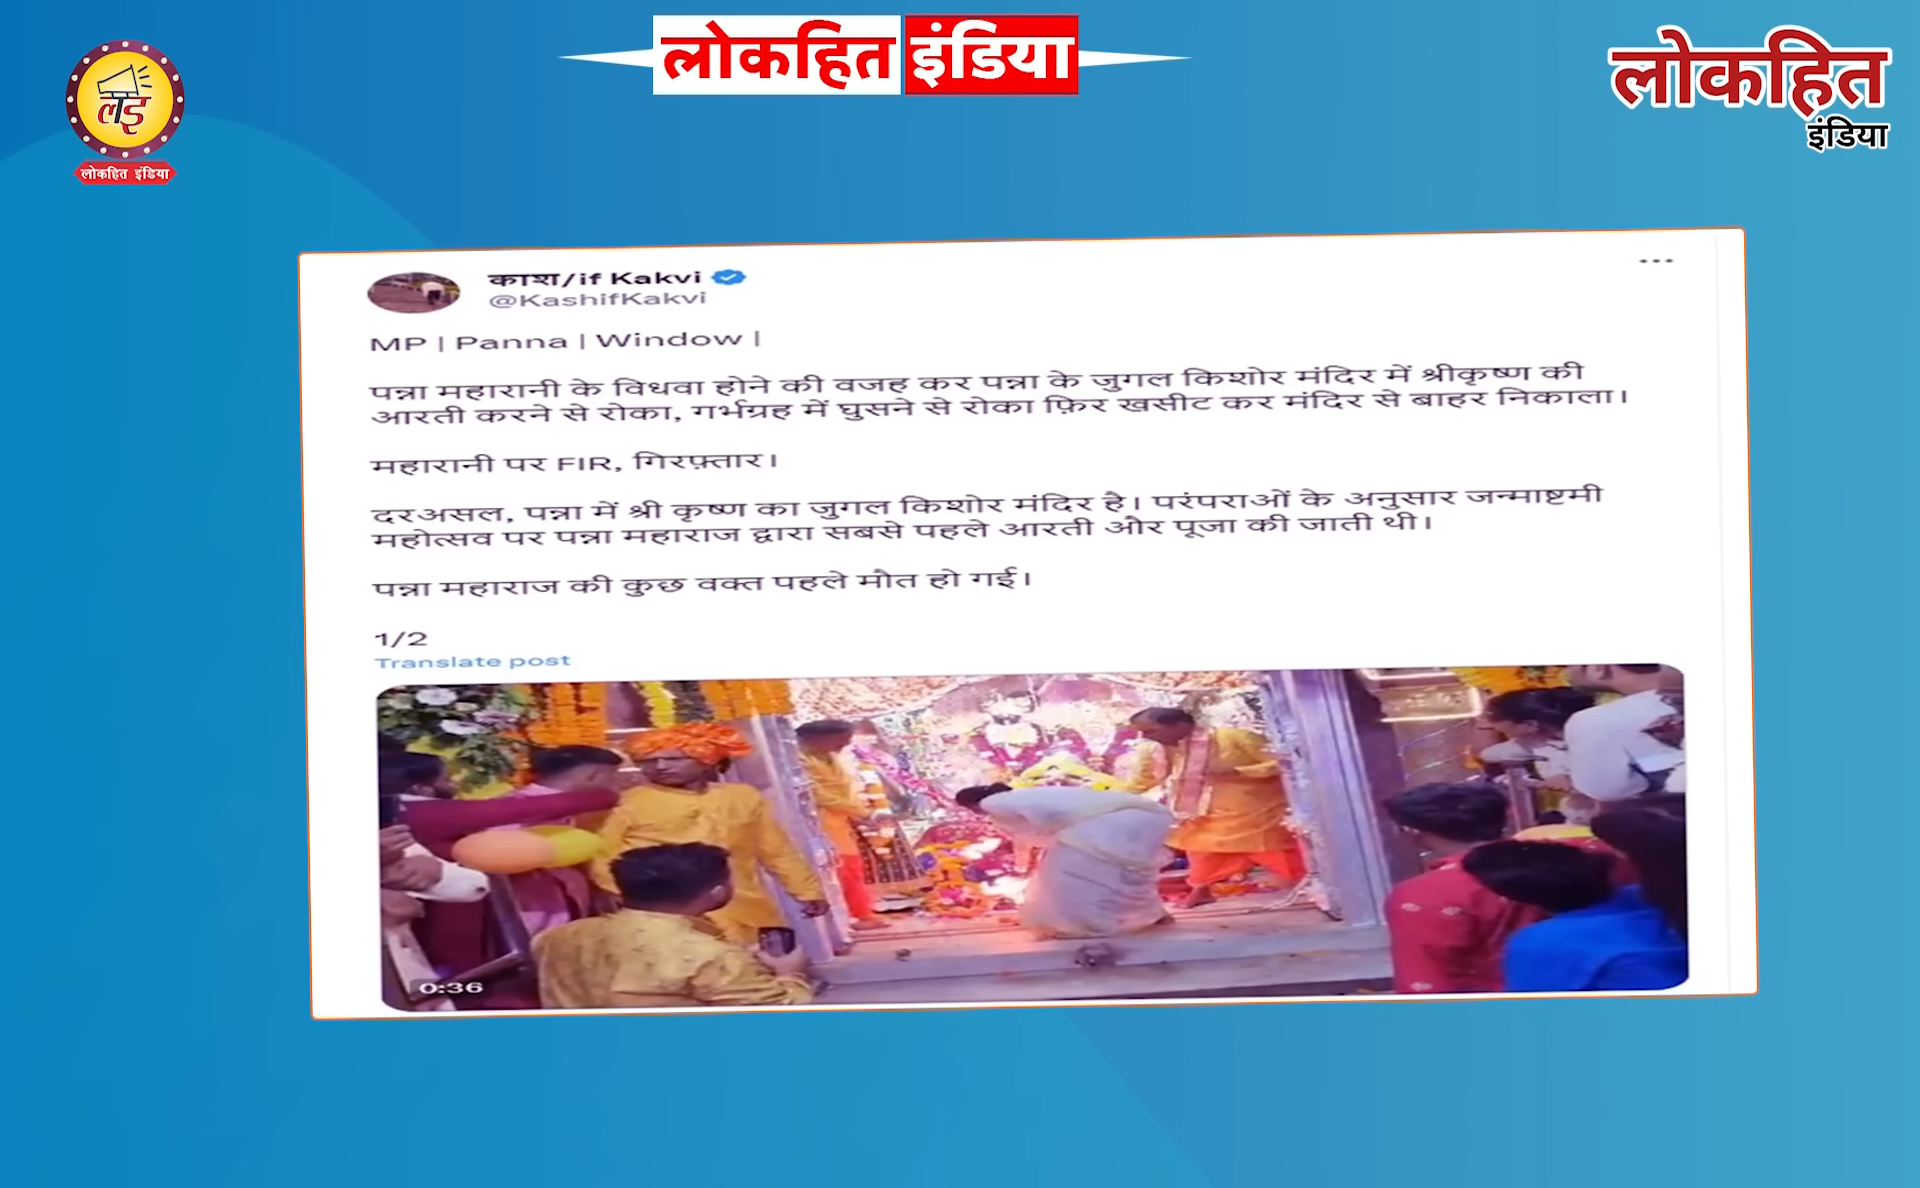 लोकहित इंडिया
लोकहित
इंडिया
लइ
लोकहित इंडिया
काश/if Kakvi
@KashifKakvi
MP | Panna | Window |
पन्ना महारानी के विधवा होने की वजह कर पन्ना के जुगल किशोर मंदिर में श्रीकृष्ण की
आरती करने से रोका, गर्भग्रह में घुसने से रोका फ़िर खसीट कर मंदिर से बाहर निकाला।
महारानी पर FIR, गिरफ़्तार।
दरअसल, पन्ना में श्री कृष्ण का जुगल किशोर मंदिर है। परंपराओं के अनुसार जन्माष्टमी
महोत्सव पर पन्ना महाराज द्वारा सबसे पहले आरती और पूजा की जाती थी।
पन्ना महाराज की कुछ वक्त पहले मौत हो गई।
1/2
Translate post
0:36